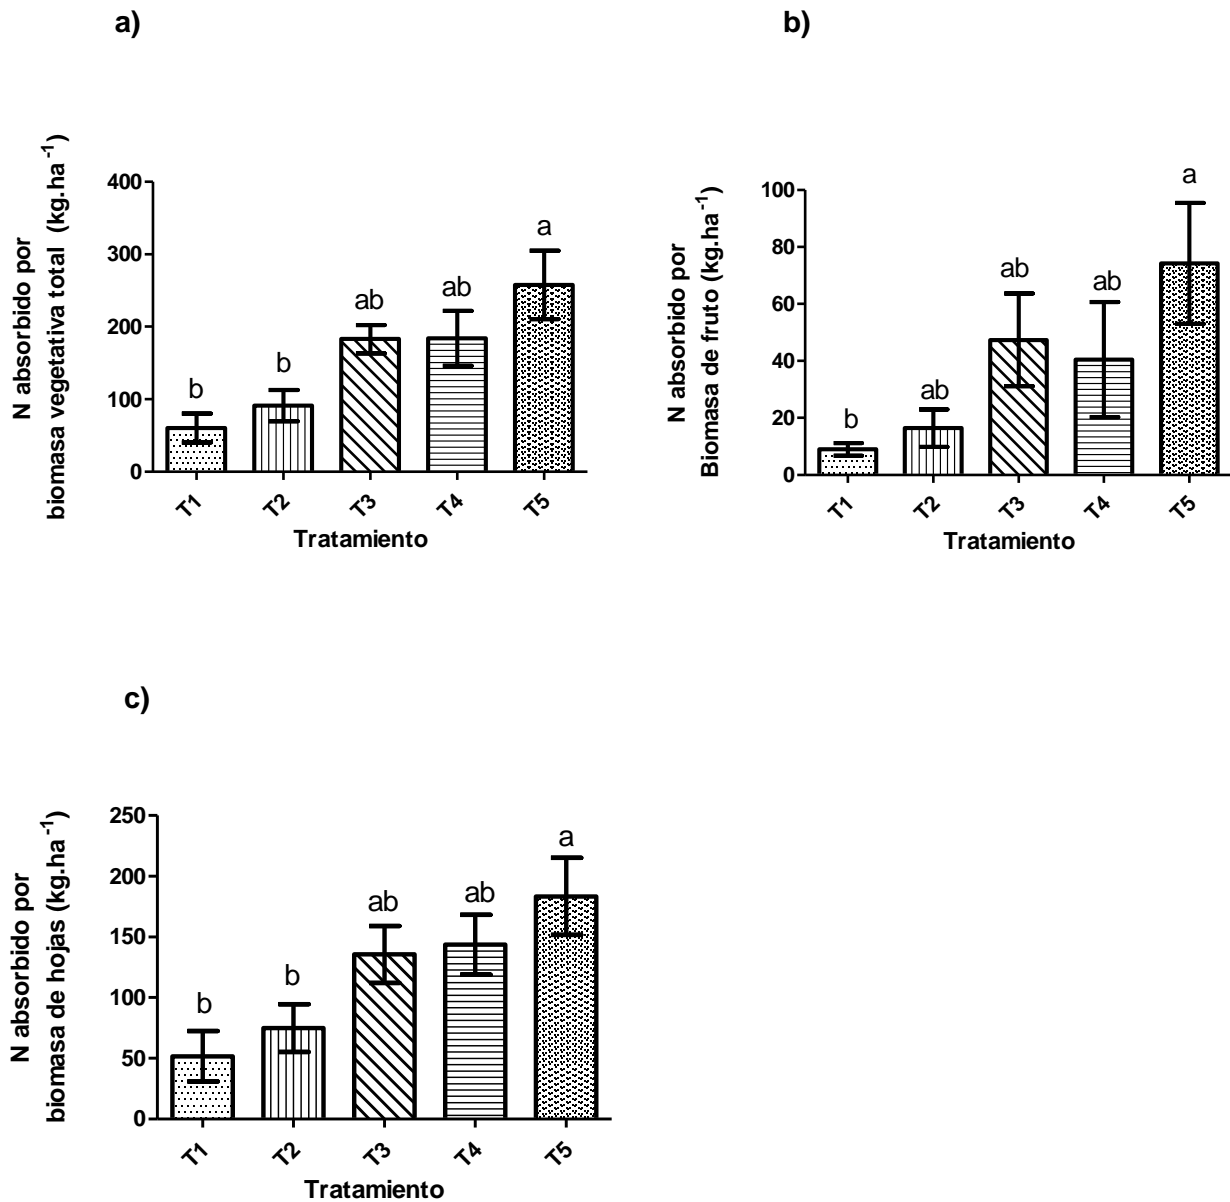 a)
N absorbido por
biomasa vegetativa total (kg.ha-1)
400
300
200
100
0
b
b
ab
ab
a
T1
T2
T3
T4
T5
Tratamiento
b)
N absorbido por
Biomasa de fruto (kg.ha-1)
100
80
60
40
20
0
b
ab
ab
ab
a
T1
T2
T3
T4
T5
Tratamiento
c)
N absorbido por
biomasa de hojas (kg.ha-1)
250
200
150
100
50
0
b
b
ab
ab
a
T1
T2
T3
T4
T5
Tratamiento